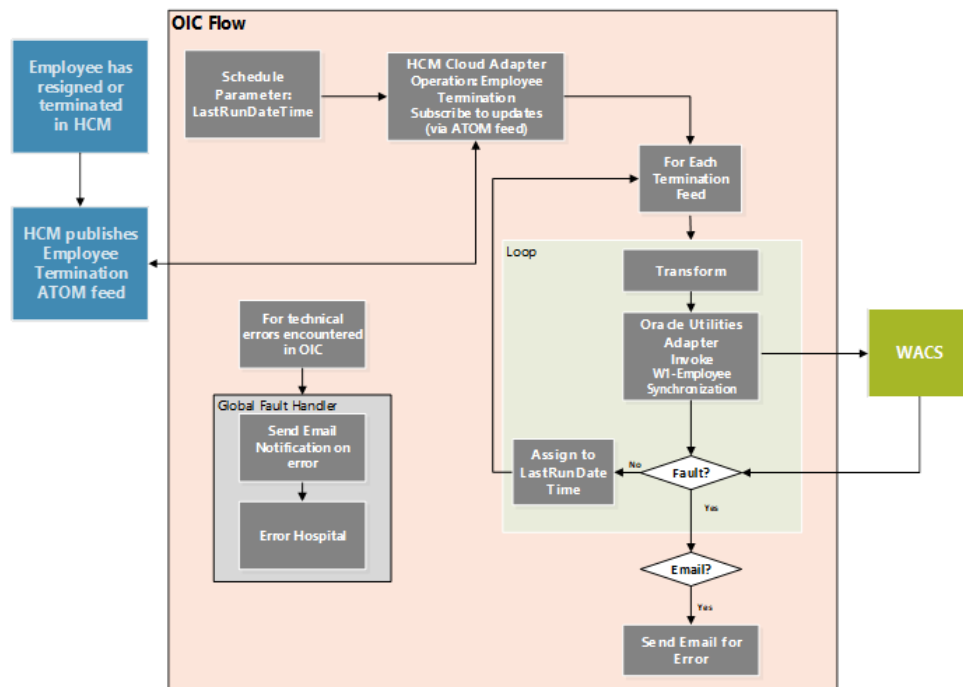 OIC Flow
Employee has
resigned or
terminated
in HCM
HCM publishes
Employee
Termination
ATOM feed
Schedule
Parameter:
LastRunDateTime
HCM Cloud Adapter
Operation: Employee
Termination
Subscribe to updates
(via ATOM feed)
For Each
Termination
Feed
Loop
Transform
Oracle Utilities
Adapter
Invoke
W1-Employee
Synchronization
WACS
Fault?
No
Assign to
LastRunDate
Time
Yes
Email?
Yes
Send Email for
Error
For technical
errors encountered
in OIC
Global Fault Handler
Send Email
Notification on
error
Error Hospital